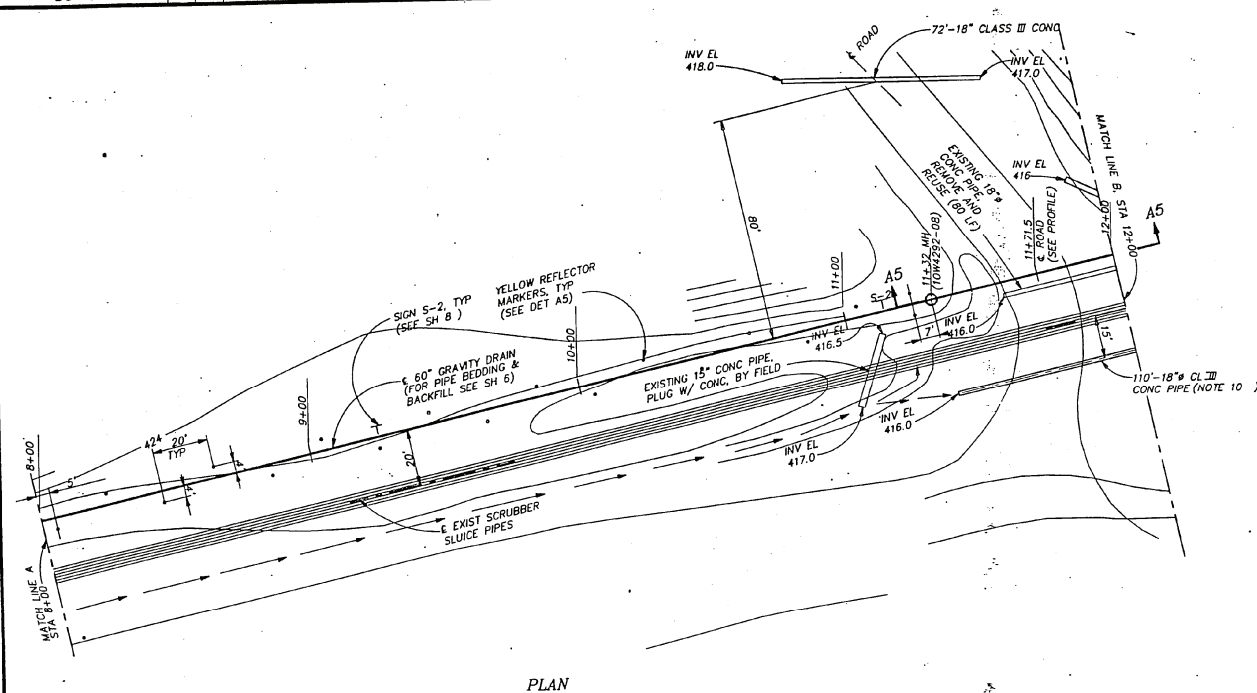 72'-18" CLASS III CONC
INV EL
418.0
℄ ROAD
INV EL
417.0
EXISTING 18"ø
CONC PIPE,
REMOVE AND
REUSE (80 LF)
INV EL
416
MATCH LINE B, STA 12+00
12+00
A5
11+71.5
℄ ROAD
(SEE PROFILE)
80'
11+32 MH
(10W4292-08)
11+00
A5
S-2
7'
INV EL
416.0
INV EL
416.5
YELLOW REFLECTOR
MARKERS, TYP
(SEE DET A5)
SIGN S-2, TYP
(SEE SH 8 )
10+00
℄ 60" GRAVITY DRAIN
(FOR PIPE BEDDING &
BACKFILL SEE SH 6)
EXISTING 15" CONC PIPE,
PLUG W/ CONC, BY FIELD
15'
110'-18"ø CL III
CONC PIPE (NOTE 10 )
INV EL
416.0
INV EL
417.0
9+00
424
20'
TYP
4'
4'
20'
8+00
5'
℄ EXIST SCRUBBER
SLUICE PIPES
MATCH LINE A
STA 8+00
PLAN